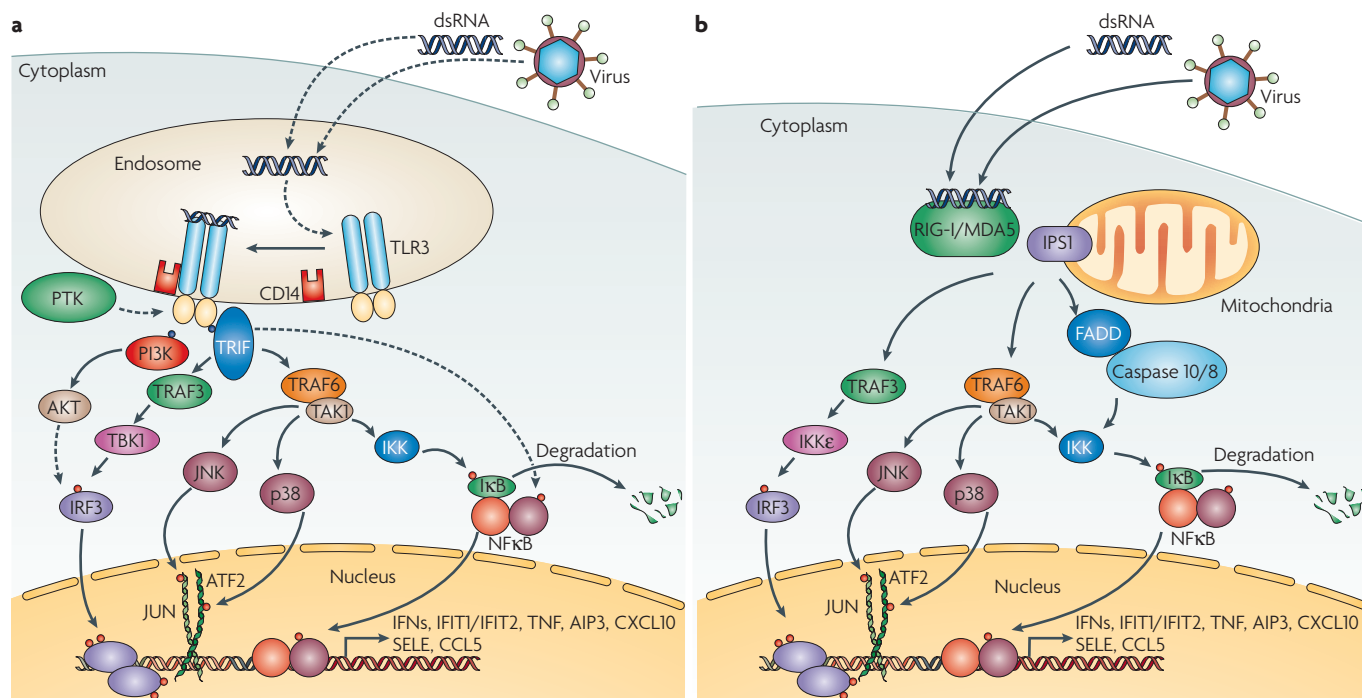 a
dsRNA
Virus
Cytoplasm
Endosome
TLR3
CD14
PTK
PI3K
TRIF
AKT
TRAF3
TRAF6
TAK1
TBK1
JNK
IKK
Degradation
p38
IκB
IRF3
NFκB
Nucleus
ATF2
JUN
IFNs, IFIT1/IFIT2, TNF, AIP3, CXCL10
SELE, CCL5
b
dsRNA
Virus
Cytoplasm
RIG-I/MDA5
IPS1
Mitochondria
FADD
Caspase 10/8
TRAF3
TRAF6
TAK1
IKKε
IKK
JNK
Degradation
p38
IκB
IRF3
NFκB
Nucleus
ATF2
JUN
IFNs, IFIT1/IFIT2, TNF, AIP3, CXCL10
SELE, CCL5